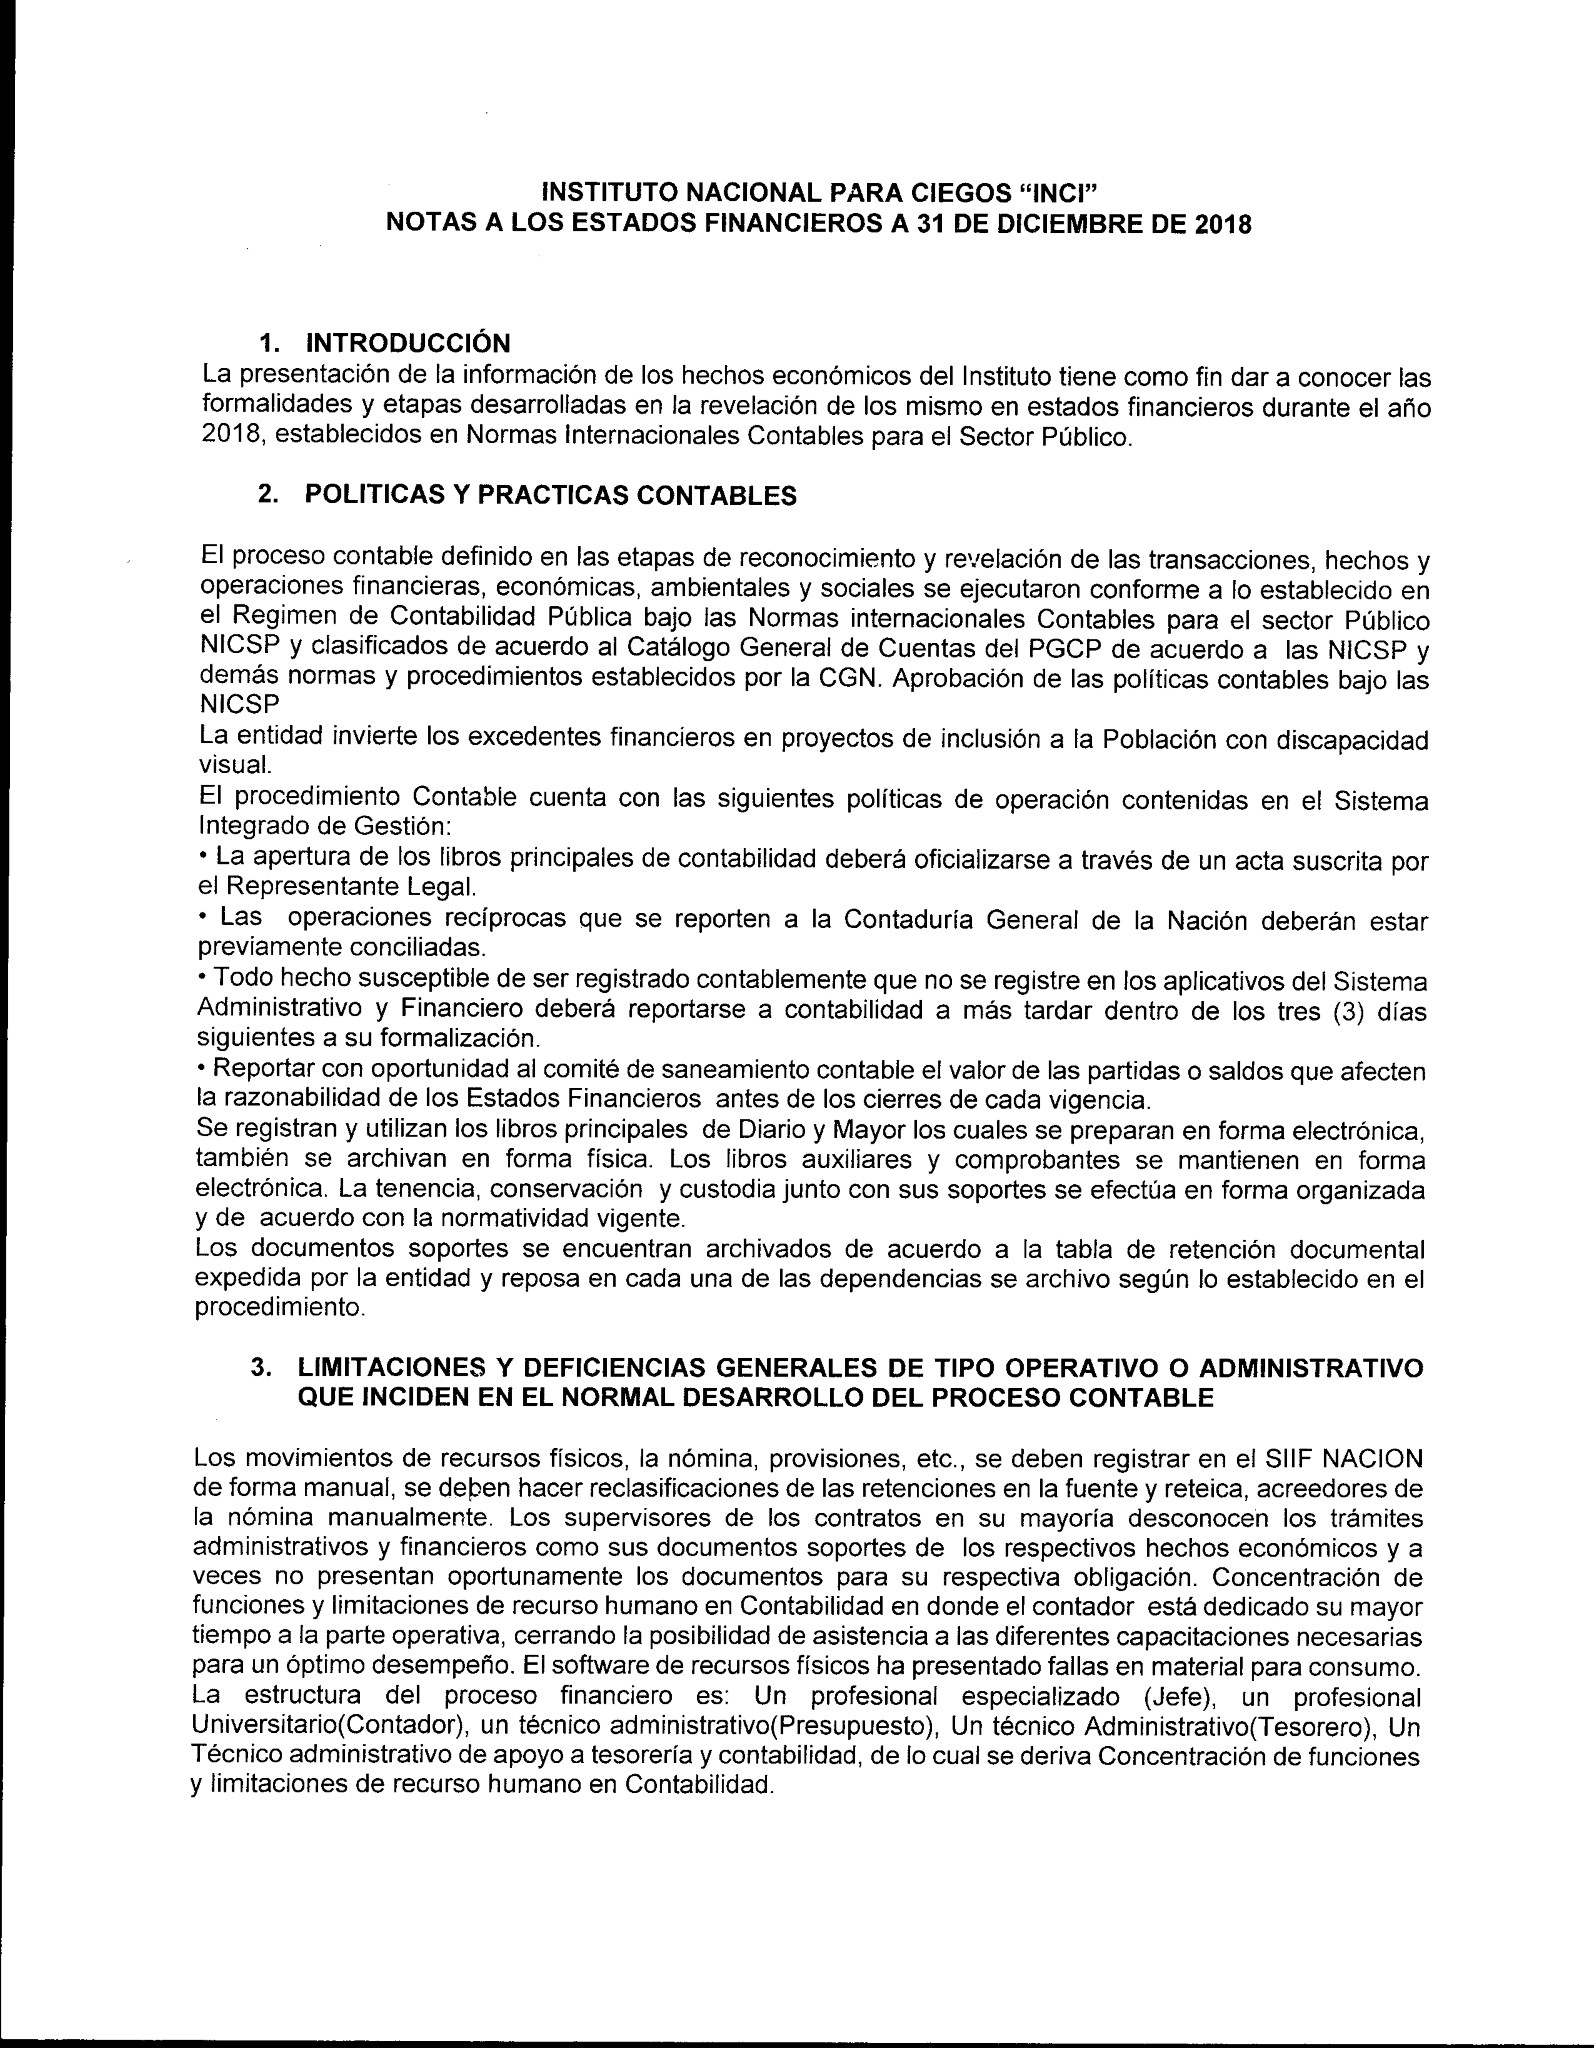 INSTITUTO NACIONAL PARA CIEGOS “INCI”
NOTAS A LOS ESTADOS FINANCIEROS A 31 DE DICIEMBRE DE 2018
1. INTRODUCCIÓN
La presentación de la información de los hechos económicos del Instituto tiene como fin dar a conocer las
formalidades y etapas desarrolladas en la revelación de los mismo en estados financieros durante el año
2018, establecidos en Normas Internacionales Contables para el Sector Público.
2. POLITICAS Y PRACTICAS CONTABLES
El proceso contable definido en las etapas de reconocimiento y revelación de las transacciones, hechos y
operaciones financieras, económicas, ambientales y sociales se ejecutaron conforme a lo establecido en
el Regimen de Contabilidad Pública bajo las Normas internacionales Contables para el sector Público
NICSP y clasificados de acuerdo al Catálogo General de Cuentas del PGCP de acuerdo a las NICSP y
demás normas y procedimientos establecidos por la CGN. Aprobación de las políticas contables bajo las
NICSP
La entidad invierte los excedentes financieros en proyectos de inclusión a la Población con discapacidad
visual.
El procedimiento Contable cuenta con las siguientes políticas de operación contenidas en el Sistema
Integrado de Gestión:
• La apertura de los libros principales de contabilidad deberá oficializarse a través de un acta suscrita por
el Representante Legal.
• Las operaciones recíprocas que se reporten a la Contaduría General de la Nación deberán estar
previamente conciliadas.
• Todo hecho susceptible de ser registrado contablemente que no se registre en los aplicativos del Sistema
Administrativo y Financiero deberá reportarse a contabilidad a más tardar dentro de los tres (3) días
siguientes a su formalización.
• Reportar con oportunidad al comité de saneamiento contable el valor de las partidas o saldos que afecten
la razonabilidad de los Estados Financieros antes de los cierres de cada vigencia.
Se registran y utilizan los libros principales de Diario y Mayor los cuales se preparan en forma electrónica,
también se archivan en forma física. Los libros auxiliares y comprobantes se mantienen en forma
electrónica. La tenencia, conservación y custodia junto con sus soportes se efectúa en forma organizada
y de acuerdo con la normatividad vigente.
Los documentos soportes se encuentran archivados de acuerdo a la tabla de retención documental
expedida por la entidad y reposa en cada una de las dependencias se archivo según lo establecido en el
procedimiento.
3. LIMITACIONES Y DEFICIENCIAS GENERALES DE TIPO OPERATIVO O ADMINISTRATIVO
QUE INCIDEN EN EL NORMAL DESARROLLO DEL PROCESO CONTABLE
Los movimientos de recursos físicos, la nómina, provisiones, etc., se deben registrar en el SIIF NACION
de forma manual, se deben hacer reclasificaciones de las retenciones en la fuente y reteica, acreedores de
la nómina manualmente. Los supervisores de los contratos en su mayoría desconocen los trámites
administrativos y financieros como sus documentos soportes de los respectivos hechos económicos y a
veces no presentan oportunamente los documentos para su respectiva obligación. Concentración de
funciones y limitaciones de recurso humano en Contabilidad en donde el contador está dedicado su mayor
tiempo a la parte operativa, cerrando la posibilidad de asistencia a las diferentes capacitaciones necesarias
para un óptimo desempeño. El software de recursos físicos ha presentado fallas en material para consumo.
La estructura del proceso financiero es: Un profesional especializado (Jefe), un profesional
Universitario(Contador), un técnico administrativo(Presupuesto), Un técnico Administrativo(Tesorero), Un
Técnico administrativo de apoyo a tesorería y contabilidad, de lo cual se deriva Concentración de funciones
y limitaciones de recurso humano en Contabilidad.